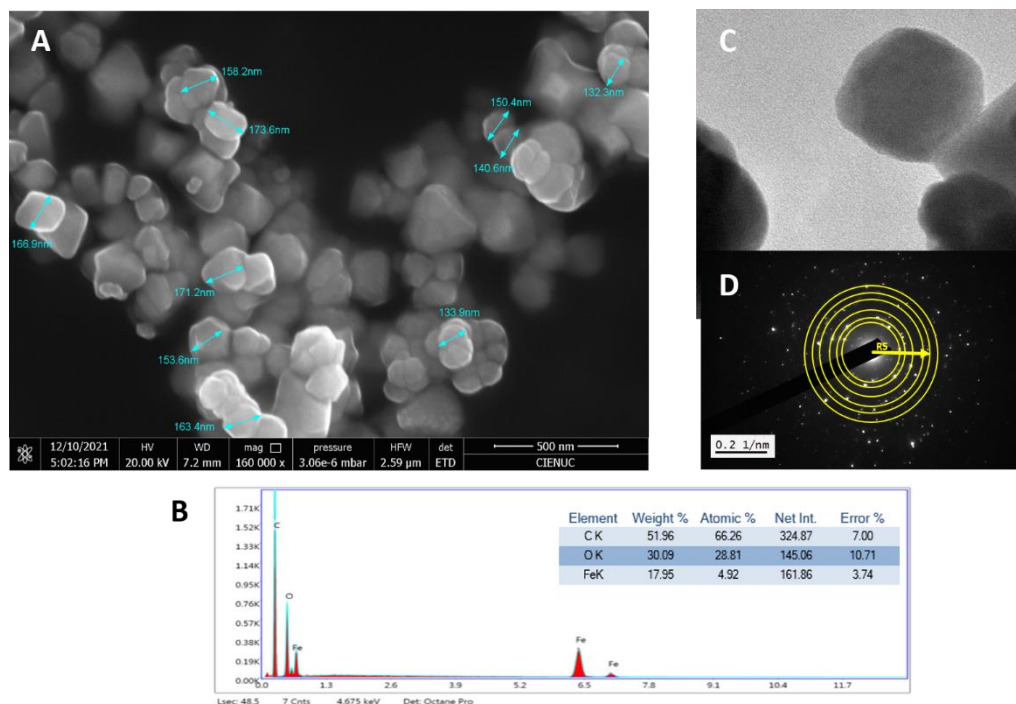 A
158.2nm
173.6nm
150.4nm
132.3nm
140.6nm
166.9nm
171.2nm
133.9nm
153.6nm
163.4nm
12/10/2021 HV WD mag pressure HFW det 500 nm
5:02:16 PM 20.00 kV 7.2 mm 160 000 x 3.06e-6 mbar 2.59 µm ETD CIENUC
C
D
R5
0.2 1/nm
B
1.71K
1.52K
1.33K
1.14K
0.95K
0.76K
0.57K
0.38K
0.19K
0.00K
C
O
Fe
Fe
Fe
0.0 1.3 2.6 3.9 5.2 6.5 7.8 9.1 10.4 11.7
Element Weight % Atomic % Net Int. Error %
C K 51.96 66.26 324.87 7.00
O K 30.09 28.81 145.06 10.71
FeK 17.95 4.92 161.86 3.74
Lsec: 48.5 7 Cnts 4.675 keV Det: Octane Pro